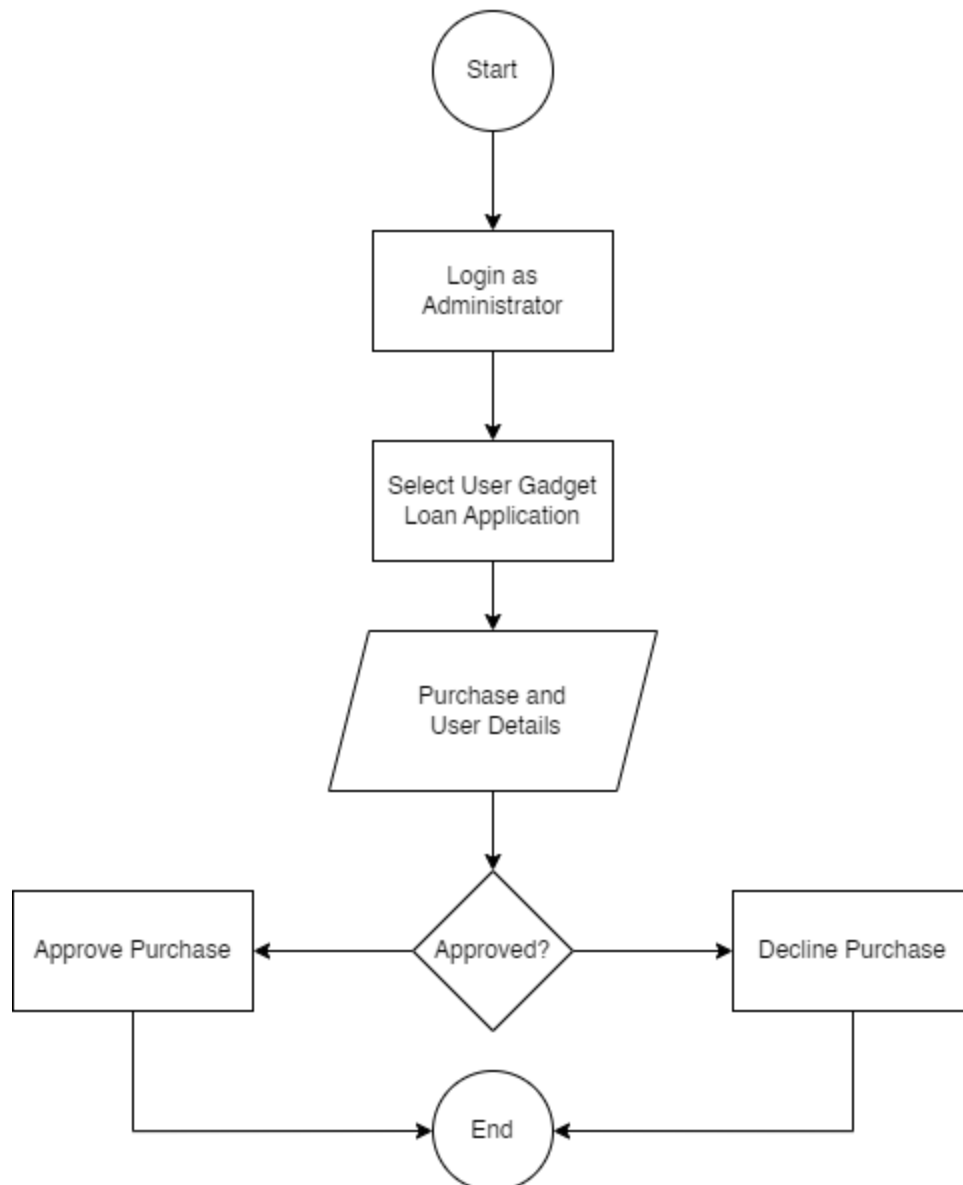 Start
Login as
Administrator
Select User Gadget
Loan Application
Purchase and
User Details
Approve Purchase
Approved?
Decline Purchase
End